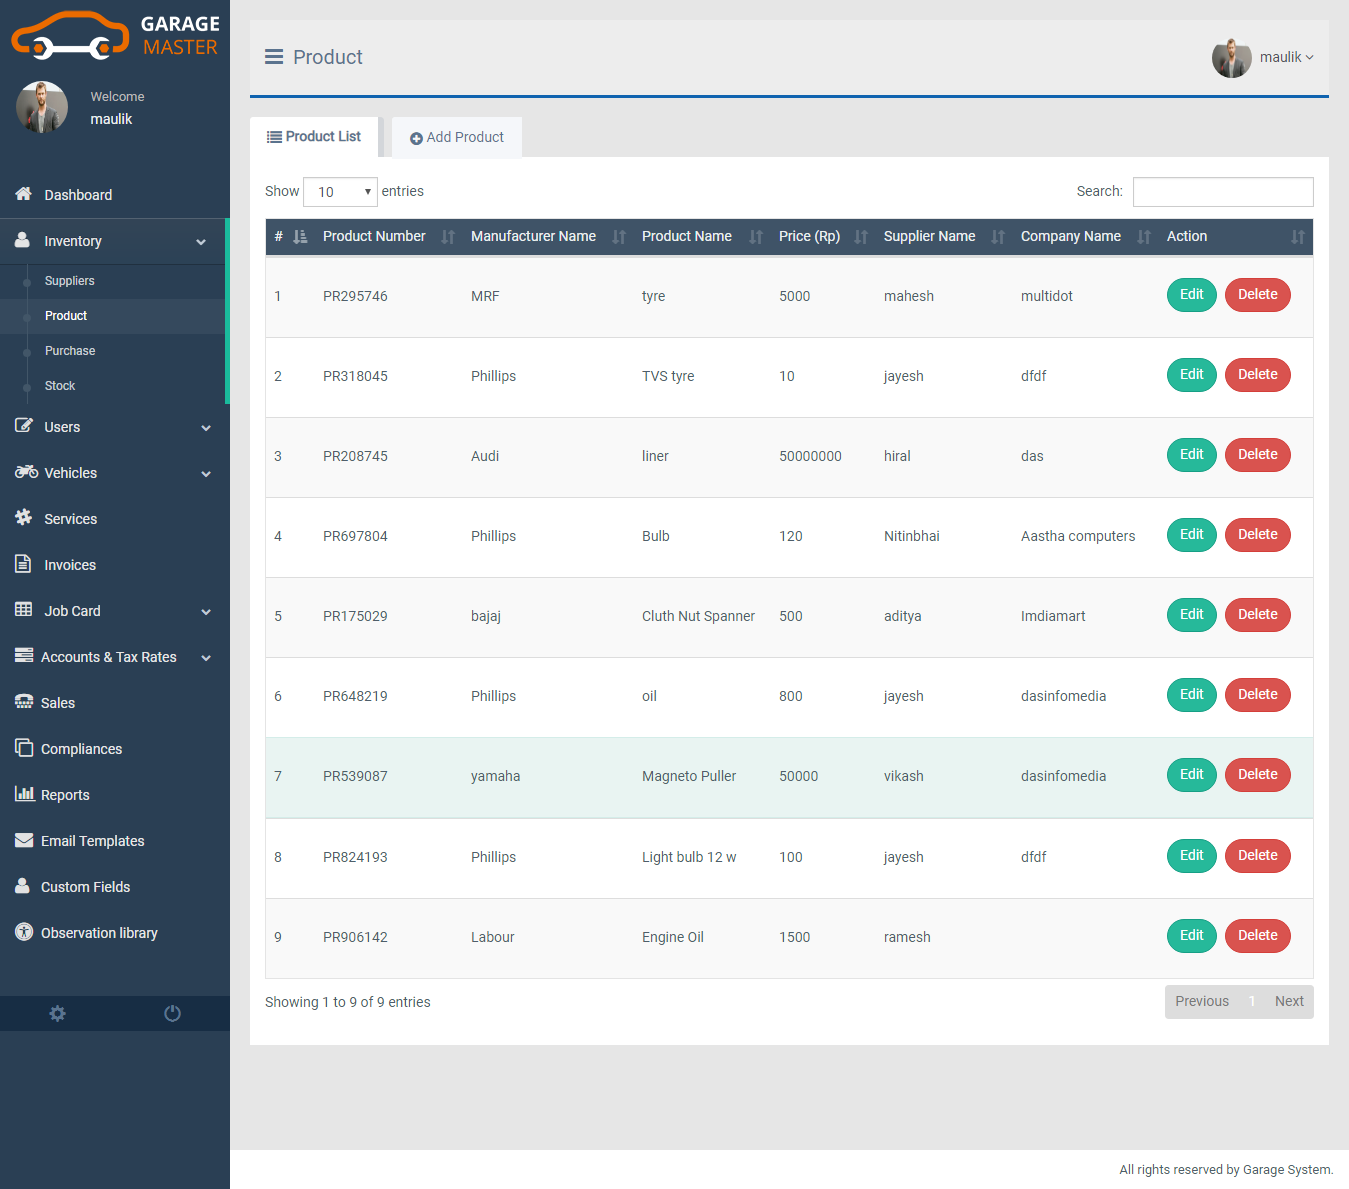 GARAGE
MASTER
Welcome
maulik
Dashboard
Inventory
Suppliers
Product
Purchase
Stock
Users
Vehicles
Services
Invoices
Job Card
Accounts & Tax Rates
Sales
Compliances
Reports
Email Templates
Custom Fields
Observation library
Product
maulik
Product List Add Product
Show 10 entries Search:
# Product Number Manufacturer Name Product Name Price (Rp) Supplier Name Company Name Action
1 PR295746 MRF tyre 5000 mahesh multidot Edit Delete
2 PR318045 Phillips TVS tyre 10 jayesh dfdf Edit Delete
3 PR208745 Audi liner 50000000 hiral das Edit Delete
4 PR697804 Phillips Bulb 120 Nitinbhai Aastha computers Edit Delete
5 PR175029 bajaj Cluth Nut Spanner 500 aditya Imdiamart Edit Delete
6 PR648219 Phillips oil 800 jayesh dasinfomedia Edit Delete
7 PR539087 yamaha Magneto Puller 50000 vikash dasinfomedia Edit Delete
8 PR824193 Phillips Light bulb 12 w 100 jayesh dfdf Edit Delete
9 PR906142 Labour Engine Oil 1500 ramesh Edit Delete
Showing 1 to 9 of 9 entries Previous 1 Next
All rights reserved by Garage System.